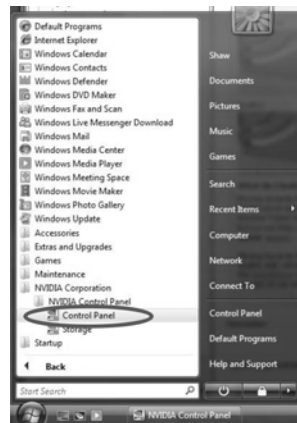 Default Programs
Internet Explorer
Windows Calendar
Windows Contacts
Windows Defender
Windows DVD Maker
Windows Fax and Scan
Windows Live Messenger Download
Windows Mail
Windows Media Center
Windows Media Player
Windows Meeting Space
Windows Movie Maker
Windows Photo Gallery
Windows Update
Accessories
Extras and Upgrades
Games
Maintenance
NVIDIA Corporation
NVIDIA Control Panel
Control Panel
Storage
Startup
Back
Start Search
Shaw
Documents
Pictures
Music
Games
Search
Recent Items
Computer
Network
Connect To
Control Panel
Default Programs
Help and Support
NVIDIA Control Panel